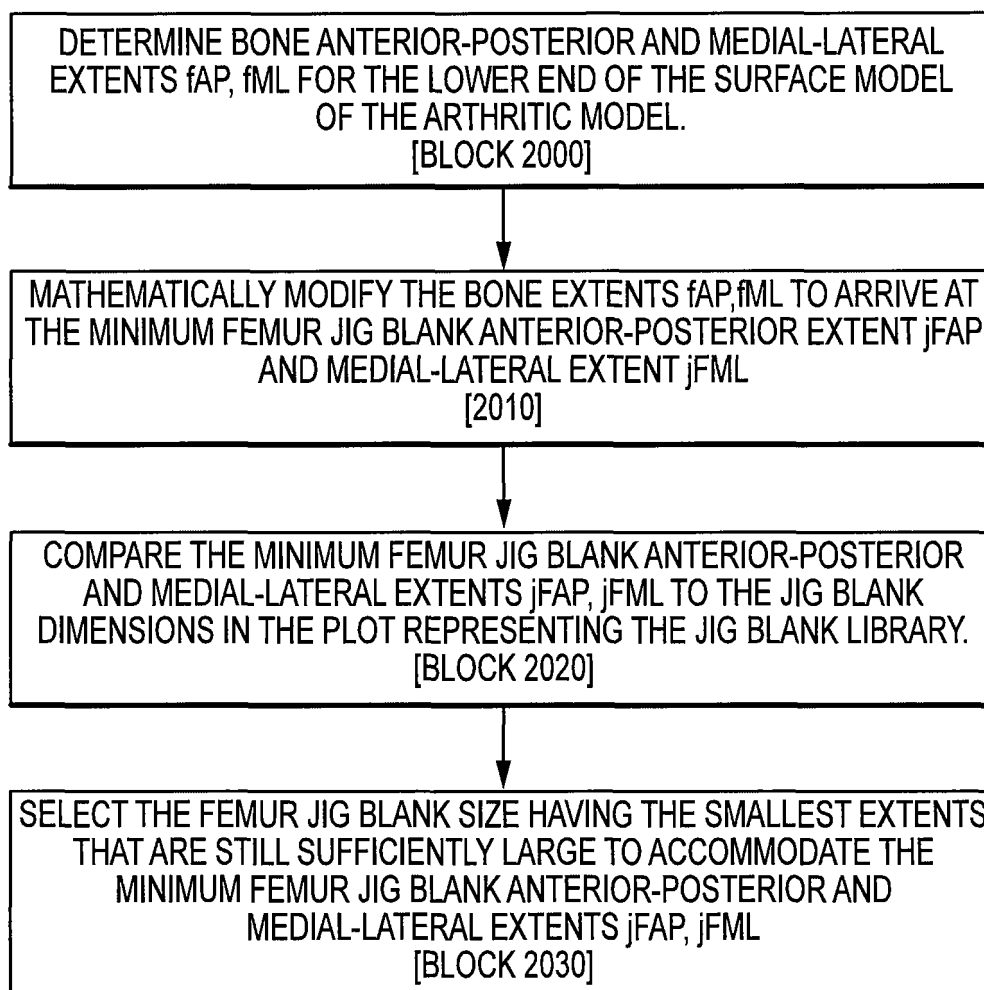 DETERMINE BONE ANTERIOR-POSTERIOR AND MEDIAL-LATERAL
EXTENTS fAP, fML FOR THE LOWER END OF THE SURFACE MODEL
OF THE ARTHRITIC MODEL.
[BLOCK 2000]
MATHEMATICALLY MODIFY THE BONE EXTENTS fAP,fML TO ARRIVE AT
THE MINIMUM FEMUR JIG BLANK ANTERIOR-POSTERIOR EXTENT jFAP
AND MEDIAL-LATERAL EXTENT jFML
[2010]
COMPARE THE MINIMUM FEMUR JIG BLANK ANTERIOR-POSTERIOR
AND MEDIAL-LATERAL EXTENTS jFAP, jFML TO THE JIG BLANK
DIMENSIONS IN THE PLOT REPRESENTING THE JIG BLANK LIBRARY.
[BLOCK 2020]
SELECT THE FEMUR JIG BLANK SIZE HAVING THE SMALLEST EXTENTS
THAT ARE STILL SUFFICIENTLY LARGE TO ACCOMMODATE THE
MINIMUM FEMUR JIG BLANK ANTERIOR-POSTERIOR AND
MEDIAL-LATERAL EXTENTS jFAP, jFML
[BLOCK 2030]